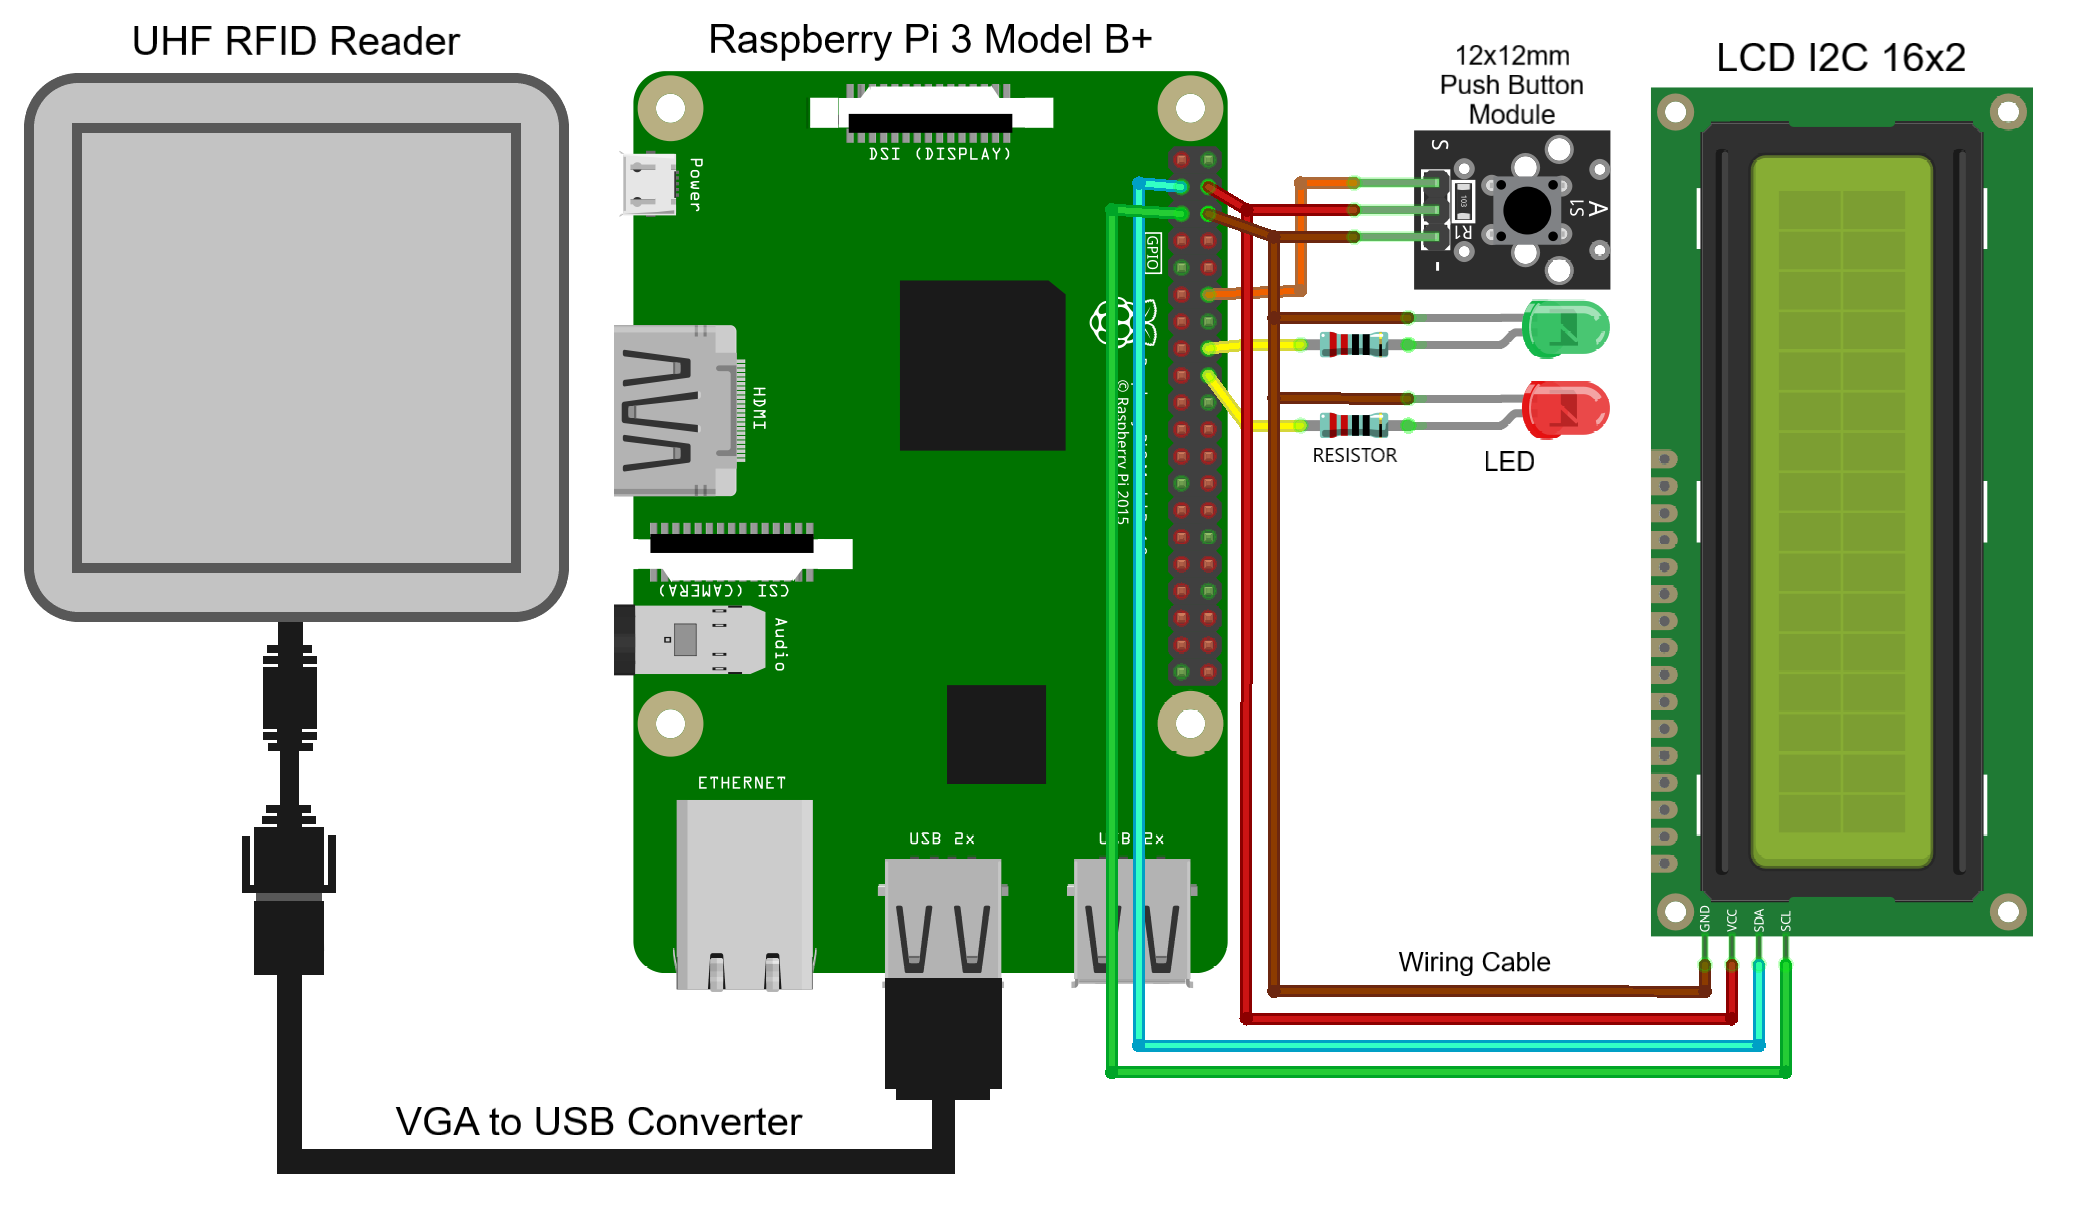 UHF RFID Reader
Raspberry Pi 3 Model B+
12x12mm
Push Button
Module
LCD I2C 16x2
DSI (DISPLAY)
Power
GPIO
HDMI
© Raspberry Pi 2015
CSI (CAMERA)
Audio
ETHERNET
USB 2x
USB 2x
S
103
R1
S1
A
-
RESISTOR
LED
GND
VCC
SDA
SCL
Wiring Cable
VGA to USB Converter